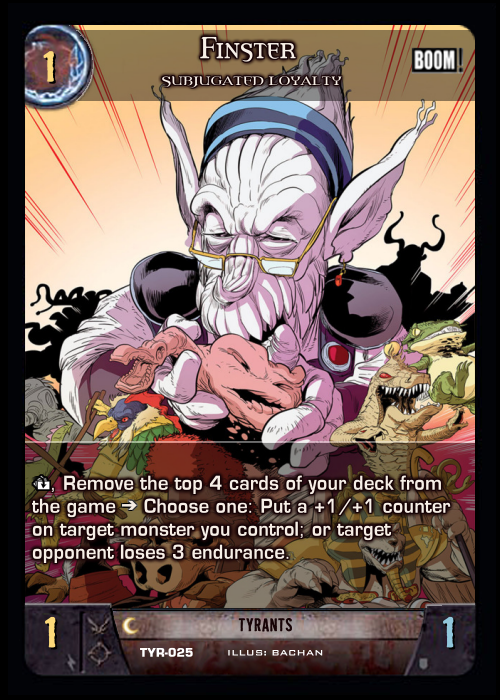 1
FINSTER
SUBJUGATED LOYALTY
BOOM!
, Remove the top 4 cards of your deck from
the game ➔ Choose one: Put a +1/+1 counter
on target monster you control; or target
opponent loses 3 endurance.
1
TYRANTS
1
TYR-025 ILLUS: BACHAN